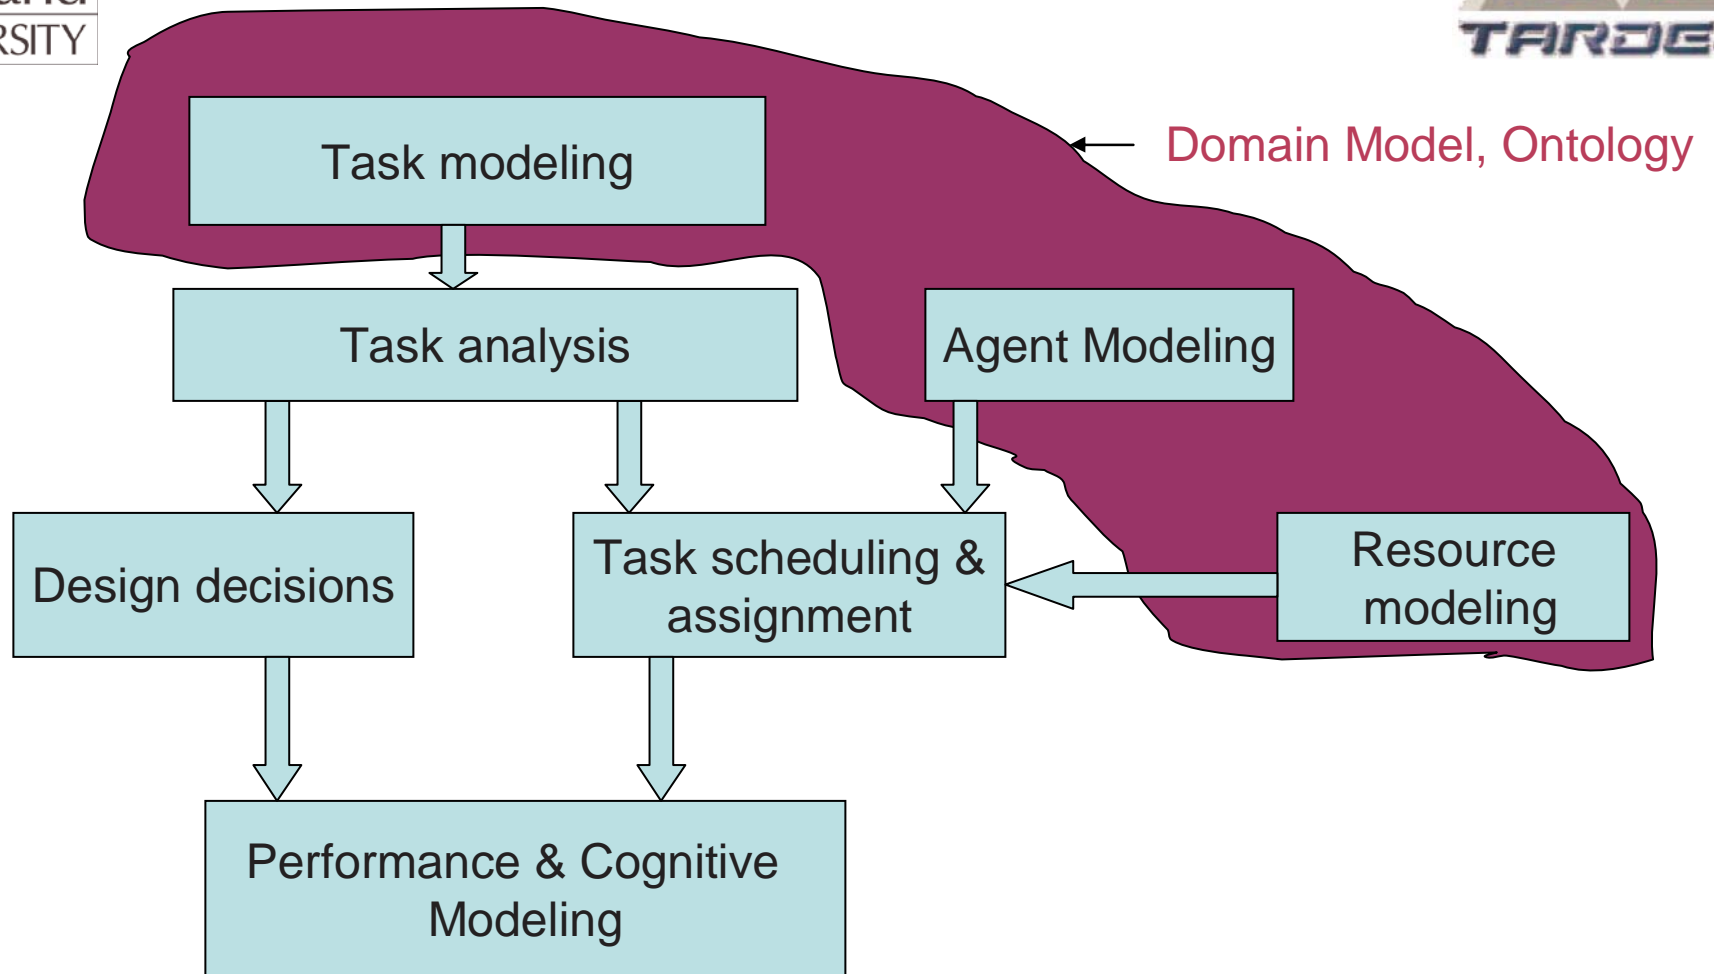 RSITY
TARDE
Task modeling
Domain Model, Ontology
Task analysis
Agent Modeling
Design decisions
Task scheduling &
assignment
Resource
modeling
Performance & Cognitive
Modeling